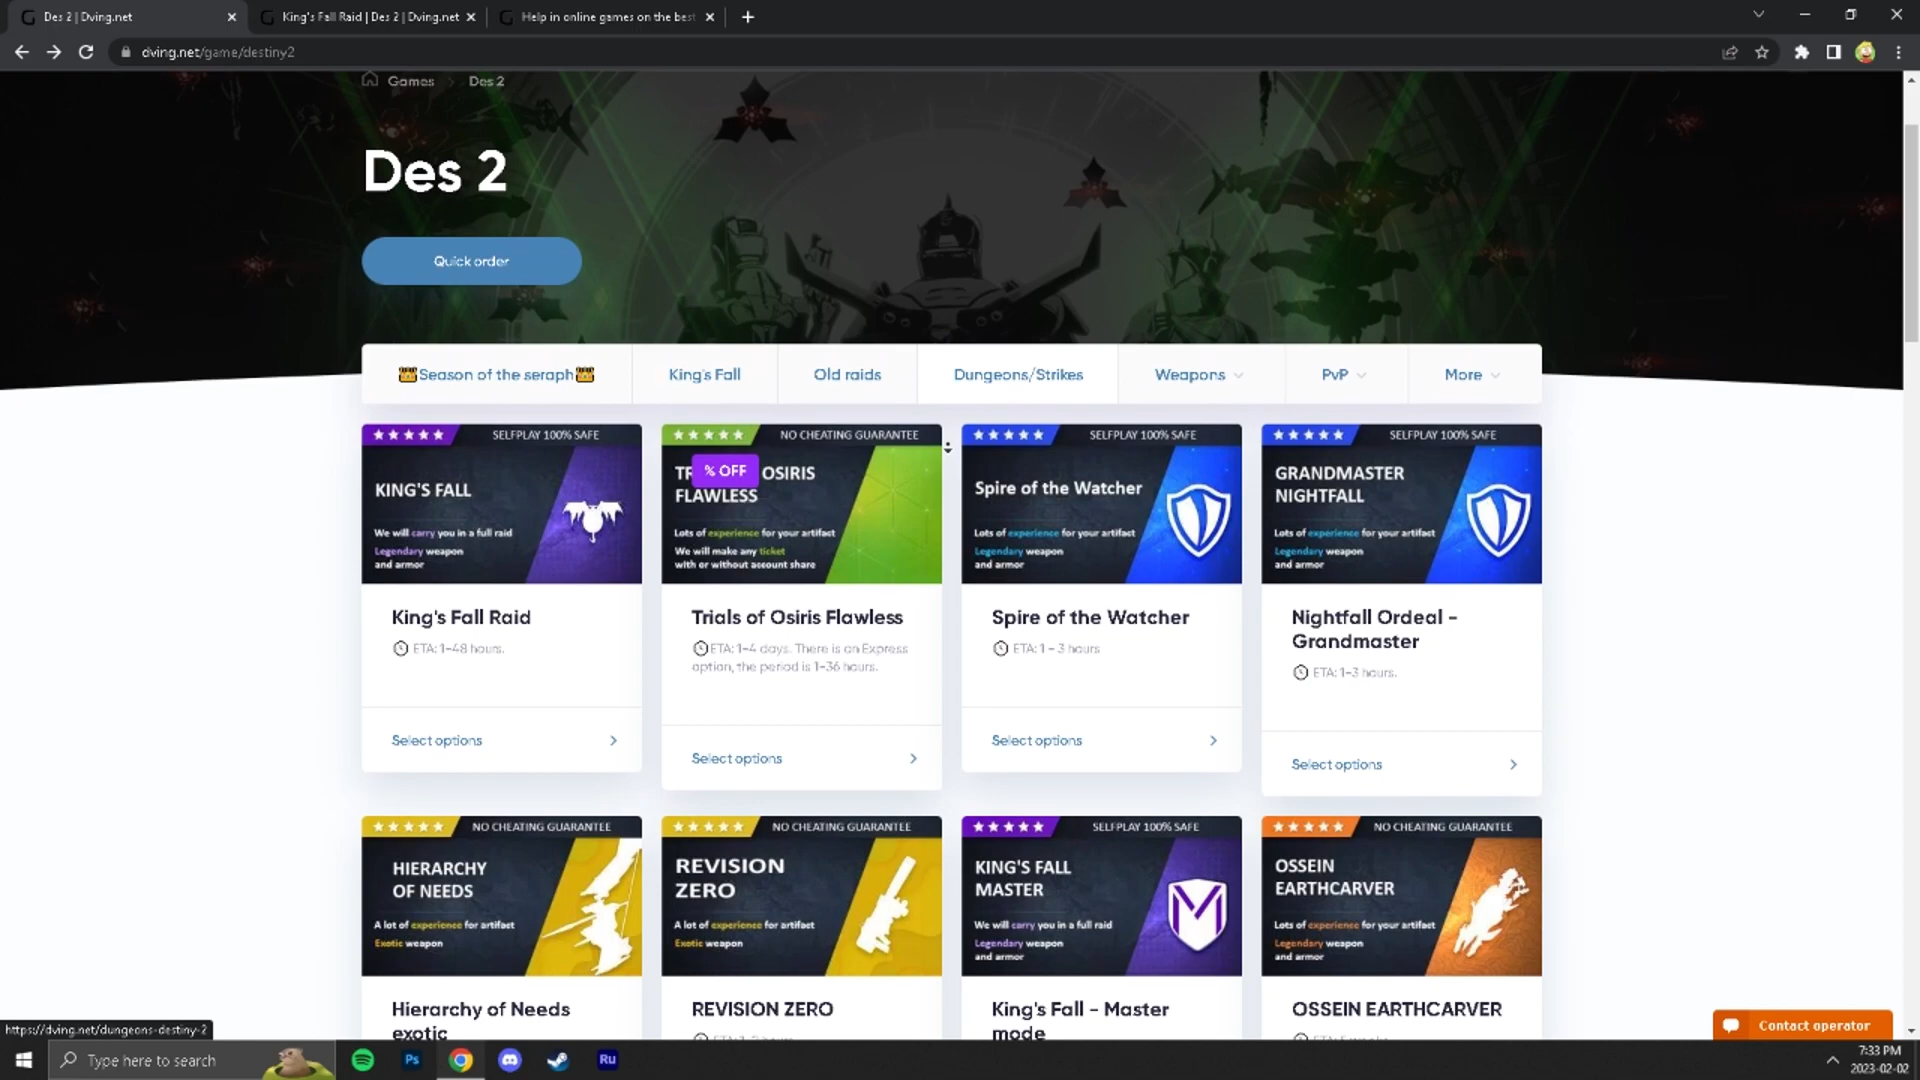 Des 2 | Dving.net
King's Fall Raid | Des 2 | Dving.net
Help in online games on the best
dving.net/game/destiny2
Games
Des 2
Des 2
Quick order
Season of the seraph
King's Fall
Old raids
Dungeons/Strikes
Weapons
PvP
More
SELFPLAY 100% SAFE
KING'S FALL
We will carry you in a full raid
Legendary weapon
and armor
King's Fall Raid
ETA: 1-48 hours.
Select options
NO CHEATING GUARANTEE
% OFF
OSIRIS
FLAWLESS
Lots of experience for your artifact
We will make any ticket
with or without account share
Trials of Osiris Flawless
ETA: 1-4 days. There is an Express
option, the period is 1-36 hours.
Select options
SELFPLAY 100% SAFE
Spire of the Watcher
Lots of experience for your artifact
Legendary weapon
and armor
Spire of the Watcher
ETA: 1 - 3 hours
Select options
SELFPLAY 100% SAFE
GRANDMASTER
NIGHTFALL
Lots of experience for your artifact
Legendary weapon
and armor
Nightfall Ordeal -
Grandmaster
ETA: 1-3 hours.
Select options
NO CHEATING GUARANTEE
HIERARCHY
OF NEEDS
A lot of experience for artifact
Exotic weapon
Hierarchy of Needs
exotic
NO CHEATING GUARANTEE
REVISION
ZERO
A lot of experience for artifact
Exotic weapon
REVISION ZERO
SELFPLAY 100% SAFE
KING'S FALL
MASTER
We will carry you in a full raid
Legendary weapon
and armor
King's Fall - Master
mode
NO CHEATING GUARANTEE
OSSEIN
EARTHCARVER
Lots of experience for your artifact
Legendary weapon
and armor
OSSEIN EARTHCARVER
Contact operator
https://dving.net/dungeons-destiny-2
Type here to search
Ps
Ru
7:33 PM
2023-02-02